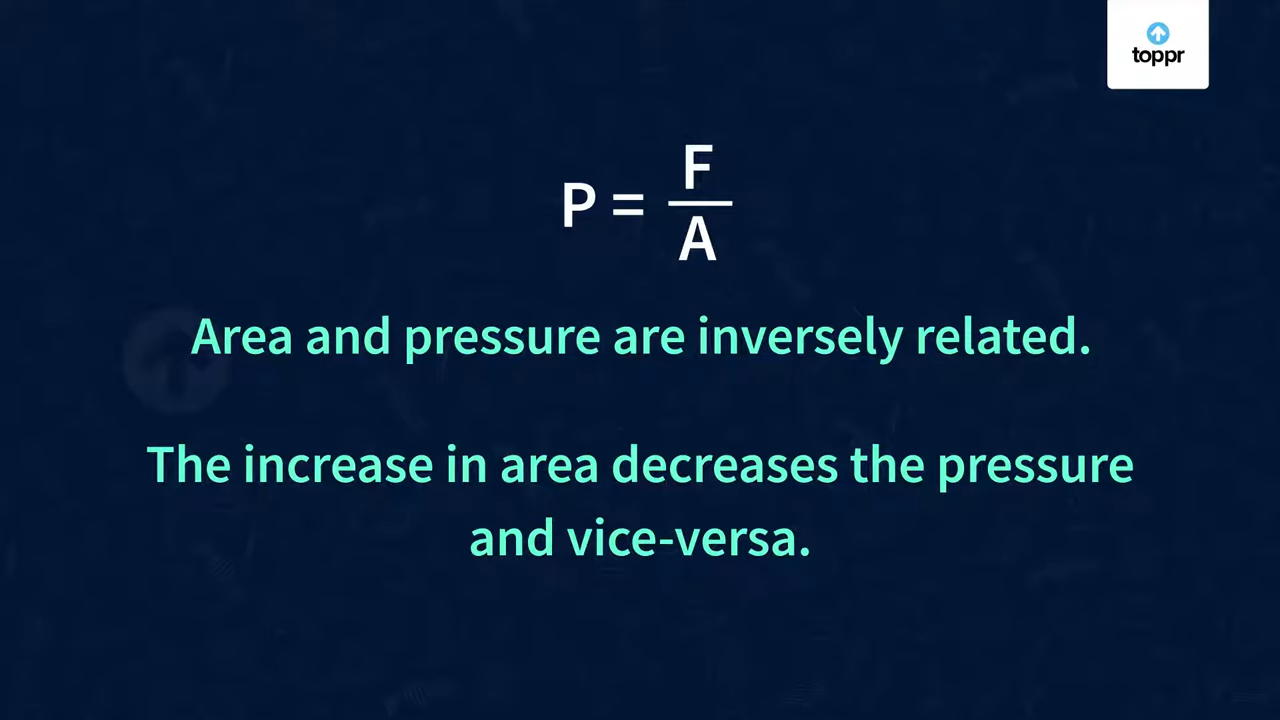 toppr
P = F/A
Area and pressure are inversely related.
The increase in area decreases the pressure
and vice-versa.